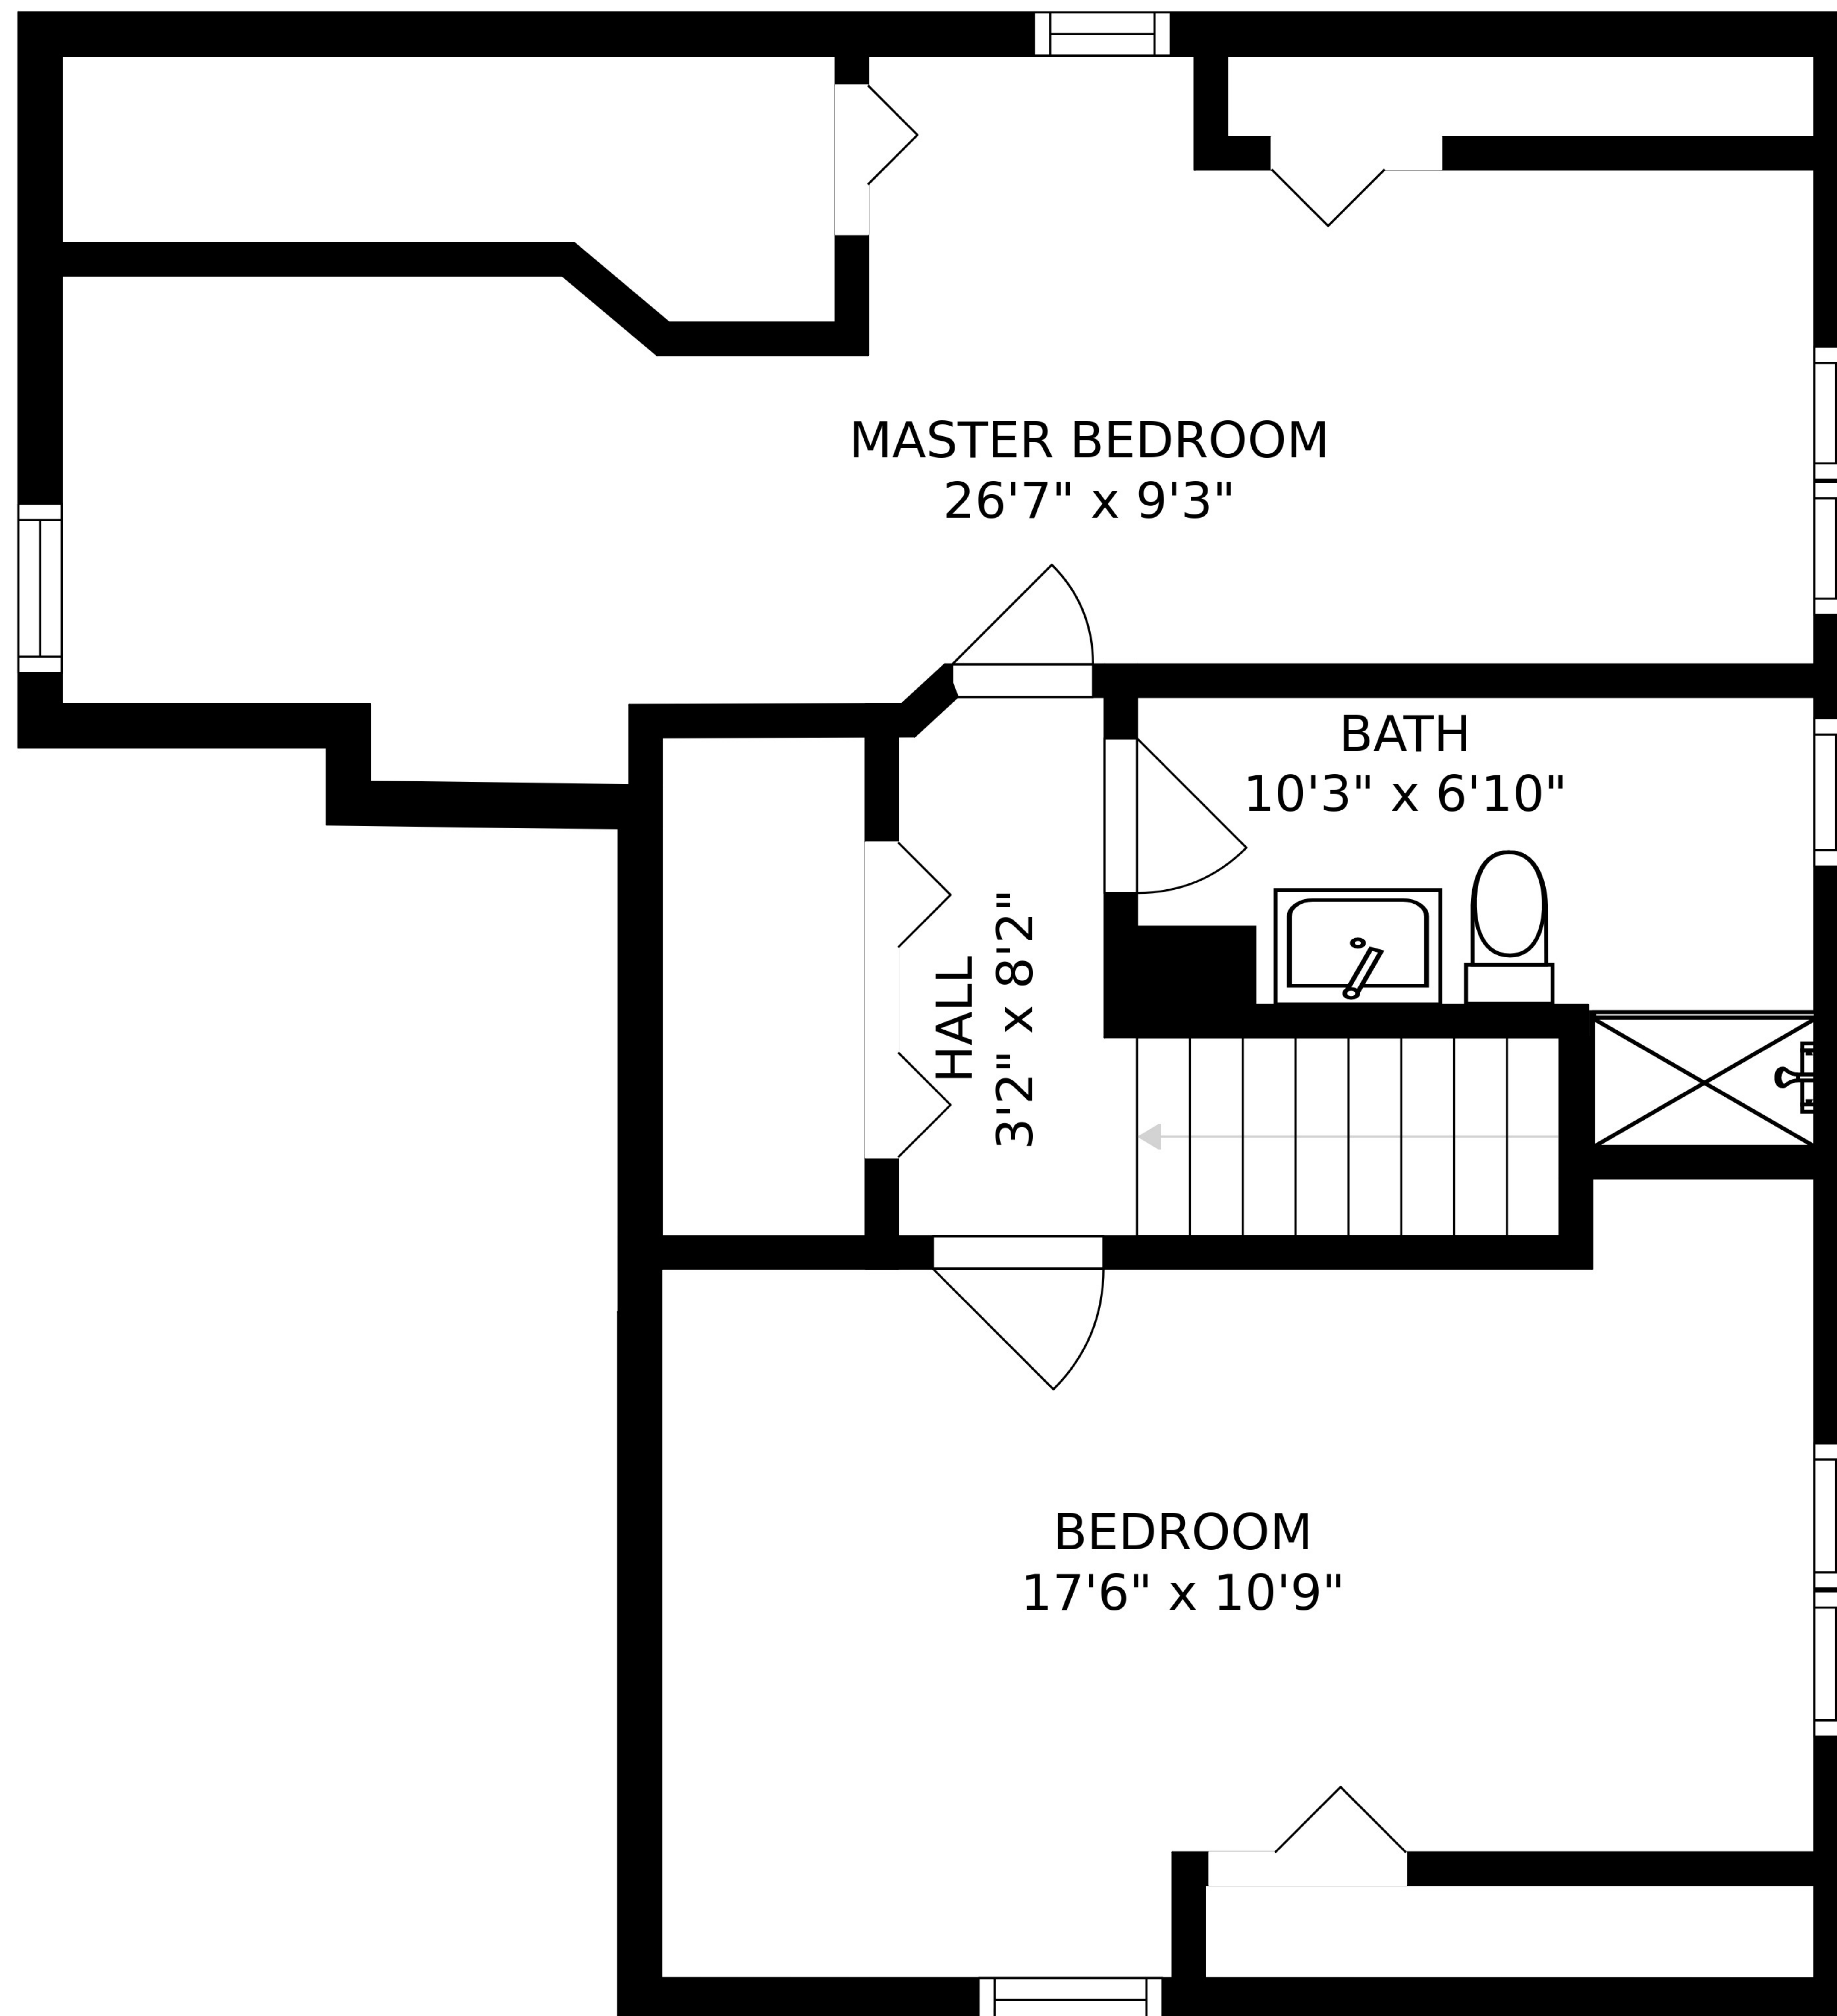 MASTER BEDROOM
26'7" x 9'3"
BATH
10'3" x 6'10"
HALL
3'2" x 8'2"
BEDROOM
17'6" x 10'9"